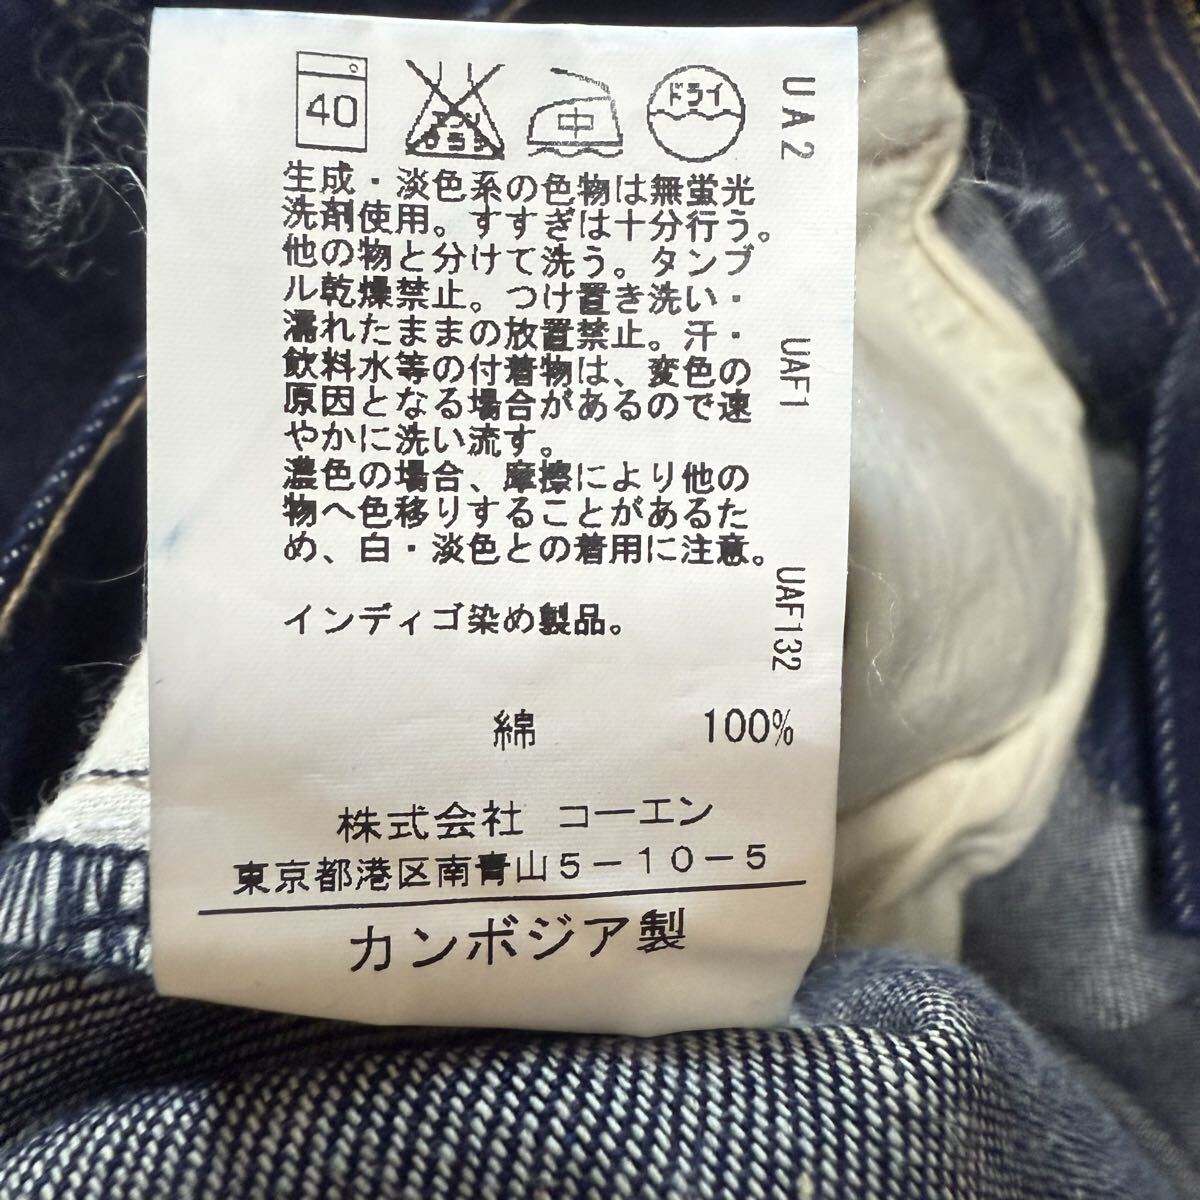 40
エンソ
サラシ
中
ドライ
UA2
生成・淡色系の色物は無蛍光
洗剤使用。すすぎは十分行う。
他の物と分けて洗う。タンブ
ル乾燥禁止。つけ置き洗い・
濡れたままの放置禁止。汗・
飲料水等の付着物は、変色の
原因となる場合があるので速
やかに洗い流す。
濃色の場合、摩擦により他の
物へ色移りすることがあるた
め、白・淡色との着用に注意。
インディゴ染め製品。
UAF1
UAF132
綿 100%
株式会社 コーエン
東京都港区南青山5-10-5
カンボジア製